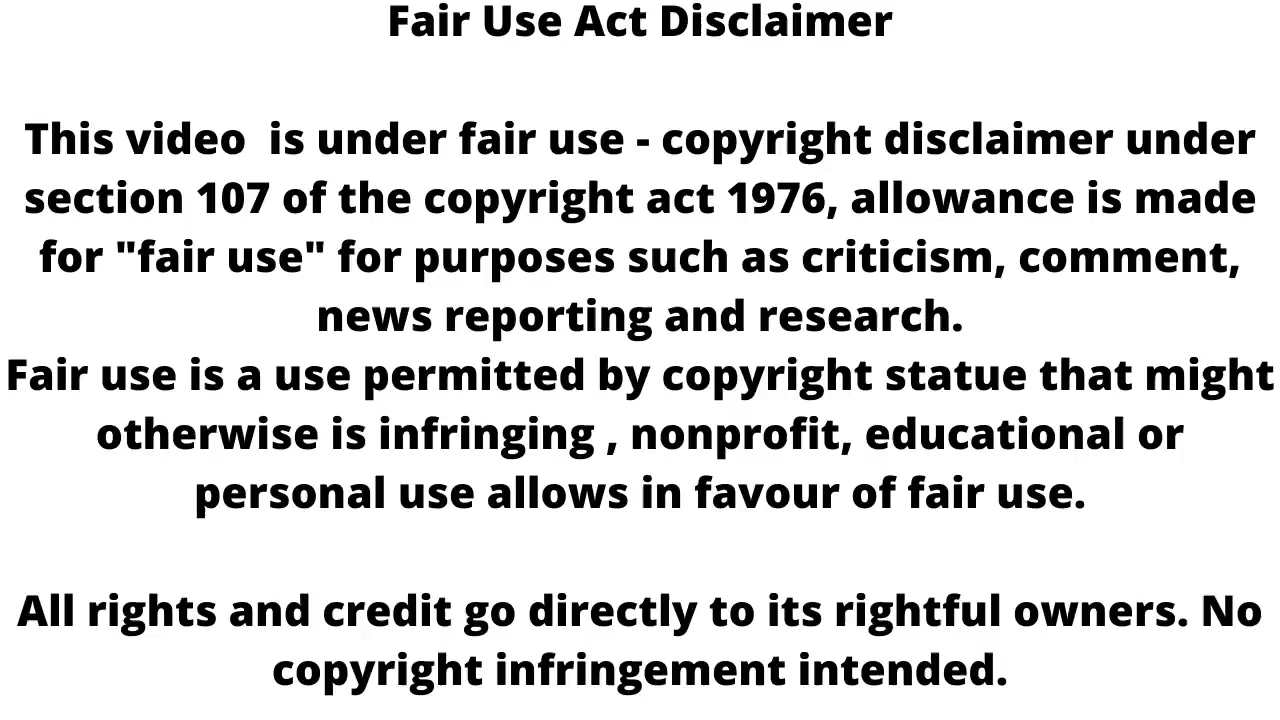 Fair Use Act Disclaimer
This video  is under fair use - copyright disclaimer under
section 107 of the copyright act 1976, allowance is made
for "fair use" for purposes such as criticism, comment,
news reporting and research.
Fair use is a use permitted by copyright statue that might
otherwise is infringing , nonprofit, educational or
personal use allows in favour of fair use.
All rights and credit go directly to its rightful owners. No
copyright infringement intended.